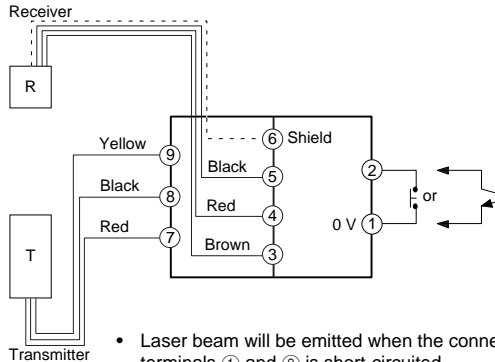 Receiver
R
⑥ Shield
Yellow ⑨
Black ⑤
②
Black ⑧
or
Red ④
Red ⑦
0 V ①
T
Brown ③
Transmitter
• Laser beam will be emitted when the
terminals ① and ② is short-circuited